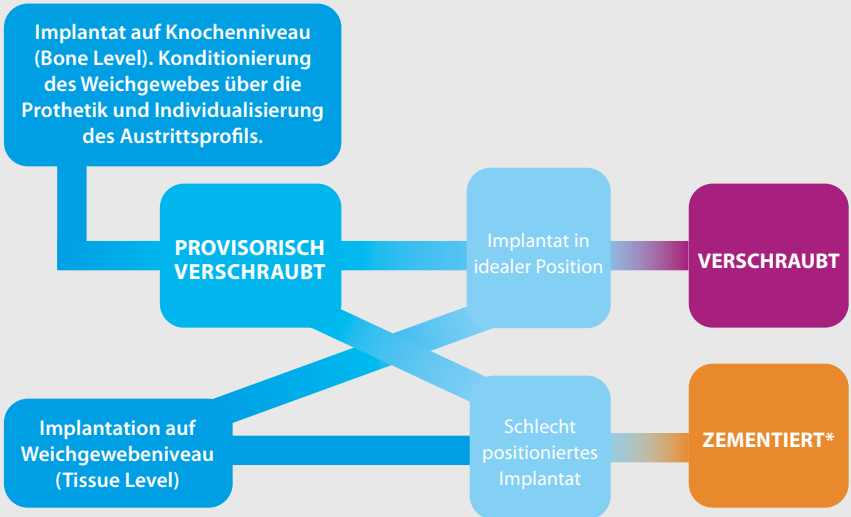 Implantat auf Knochenniveau
(Bone Level). Konditionierung
des Weichgewebes über die
Prothetik und Individualisierung
des Austrittsprofils.
PROVISORISCH
VERSCHRAUBT
Implantat in
idealer Position
VERSCHRAUBT
Implantation auf
Weichgewebeniveau
(Tissue Level)
Schlecht
positioniertes
Implantat
ZEMENTIERT*